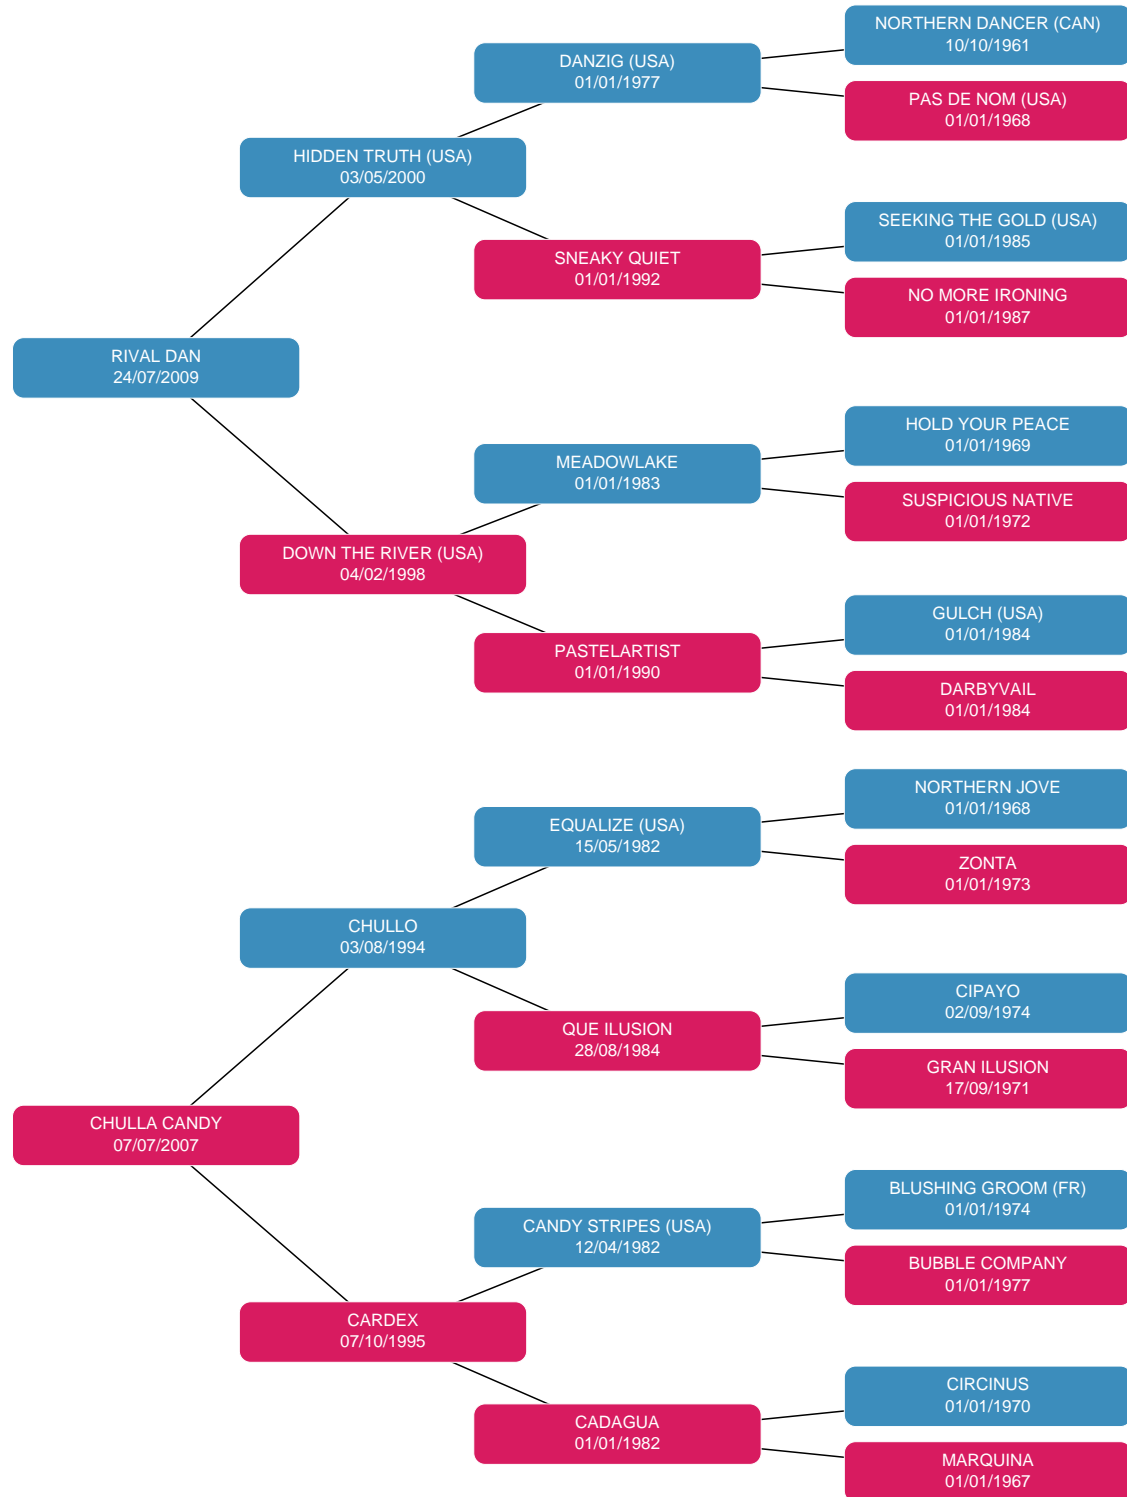 NORTHERN DANCER (CAN)
10/10/1961
DANZIG (USA)
01/01/1977
PAS DE NOM (USA)
01/01/1968
HIDDEN TRUTH (USA)
03/05/2000
SEEKING THE GOLD (USA)
01/01/1985
SNEAKY QUIET
01/01/1992
NO MORE IRONING
01/01/1987
RIVAL DAN
24/07/2009
HOLD YOUR PEACE
01/01/1969
MEADOWLAKE
01/01/1983
SUSPICIOUS NATIVE
01/01/1972
DOWN THE RIVER (USA)
04/02/1998
GULCH (USA)
01/01/1984
PASTELARTIST
01/01/1990
DARBYVAIL
01/01/1984
NORTHERN JOVE
01/01/1968
EQUALIZE (USA)
15/05/1982
ZONTA
01/01/1973
CHULLO
03/08/1994
CIPAYO
02/09/1974
QUE ILUSION
28/08/1984
GRAN ILUSION
17/09/1971
CHULLA CANDY
07/07/2007
BLUSHING GROOM (FR)
01/01/1974
CANDY STRIPES (USA)
12/04/1982
BUBBLE COMPANY
01/01/1977
CARDEX
07/10/1995
CIRCINUS
01/01/1970
CADAGUA
01/01/1982
MARQUINA
01/01/1967